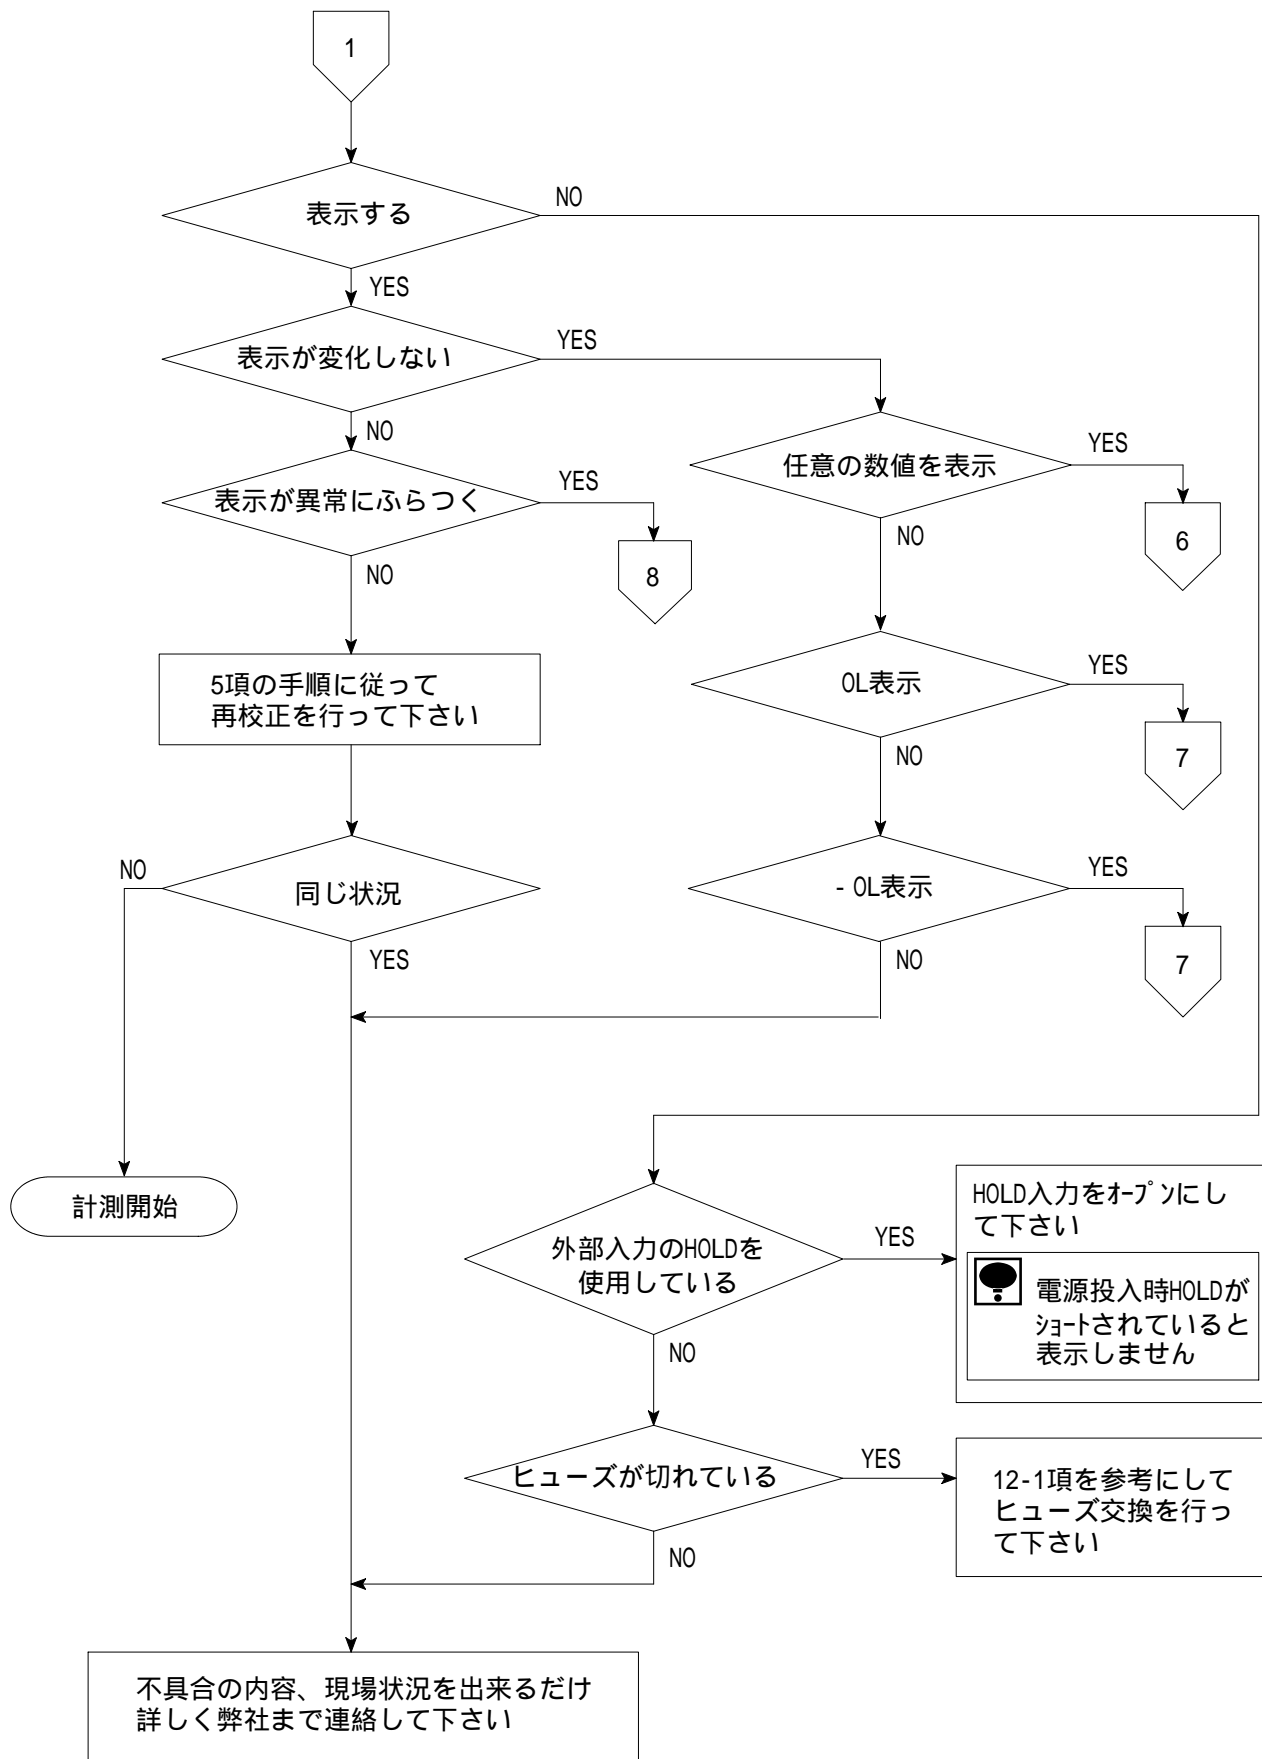 1
表示する
NO
YES
表示が変化しない
YES
NO
任意の数値を表示
YES
表示が異常にふらつく
YES
6
NO
8
NO
5項の手順に従って
再校正を行って下さい
OL表示
YES
7
NO
同じ状況
NO
YES
- OL表示
YES
7
NO
計測開始
外部入力のHOLDを
使用している
YES
HOLD入力をｵｰﾌﾟﾝにし
て下さい
電源投入時HOLDが
ｼｮｰﾄされていると
表示しません
NO
ヒューズが切れている
YES
12-1項を参考にして
ヒューズ交換を行っ
て下さい
NO
不具合の内容、現場状況を出来るだけ
詳しく弊社まで連絡して下さい